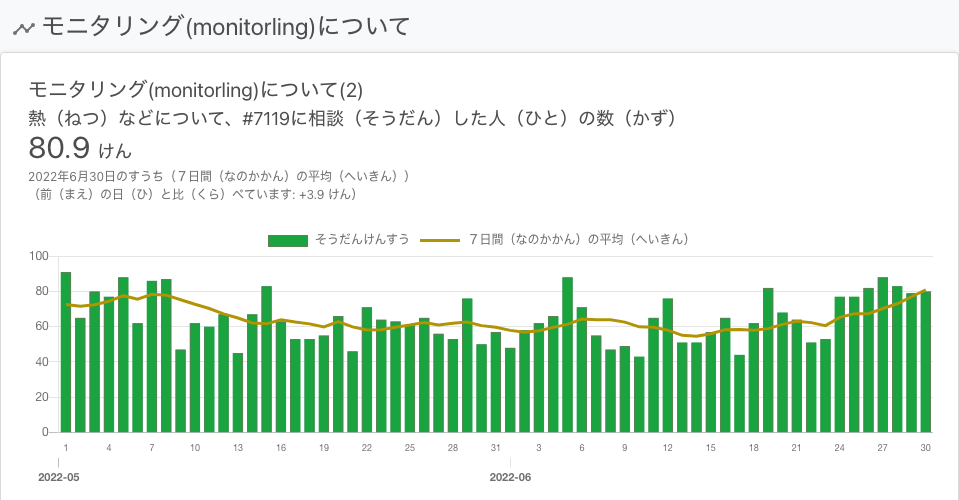 モニタリング(monitorling)について
モニタリング(monitorling)について(2)
熱（ねつ）などについて、#7119に相談（そうだん）した人（ひと）の数（かず）
80.9 けん
2022年6月30日のすうち（７日間（なのかかん）の平均（へいきん））
（前（まえ）の日（ひ）と比（くら）べています: +3.9 けん）
そうだんけんすう ７日間（なのかかん）の平均（へいきん）
100
80
60
40
20
0
1 4 7 10 13 16 19 22 25 28 31 3 6 9 12 15 18 21 24 27 30
2022-05 2022-06